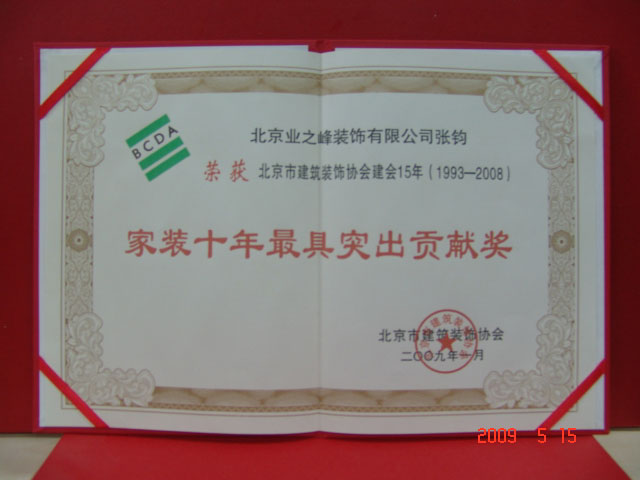 BCDA
北京业之峰装饰有限公司张钧
荣获 北京市建筑装饰协会建会15年(1993—2008)
家装十年最具突出贡献奖
北京市建筑装饰协会
二〇〇九年一月
2009 5 15